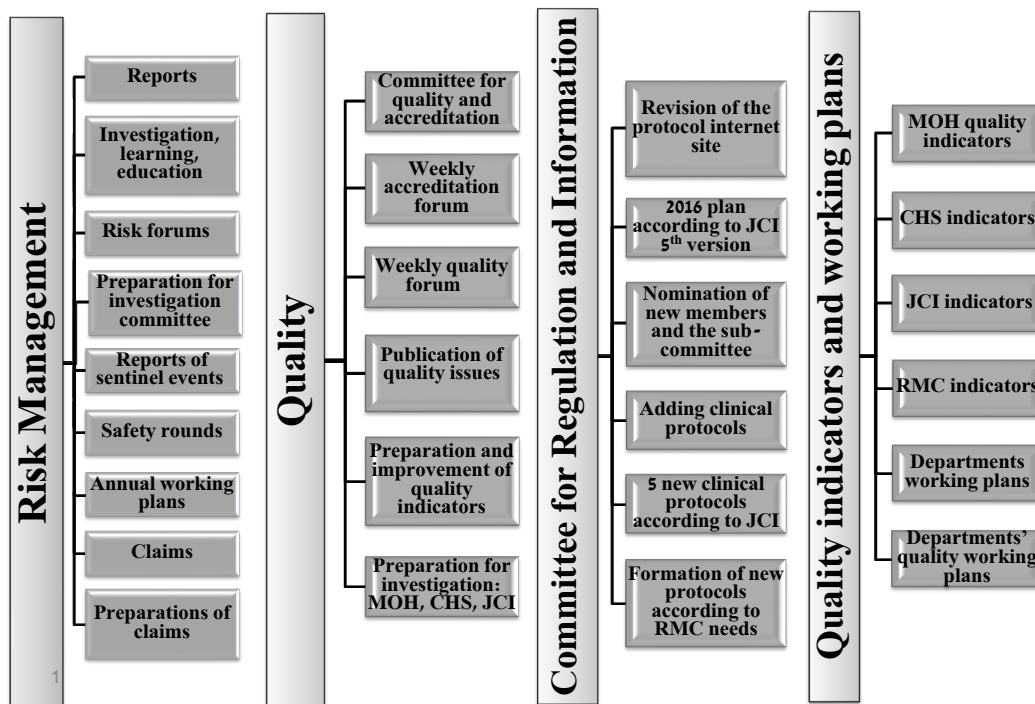 Risk Management
Reports
Investigation,
learning,
education
Risk forums
Preparation for
investigation
committee
Reports of
sentinel events
Safety rounds
Annual working
plans
Claims
Preparations of
claims
1
Quality
Committee for
quality and
accreditation
Weekly
accreditation
forum
Weekly quality
forum
Publication of
quality issues
Preparation and
improvement of
quality
indicators
Preparation for
investigation:
MOH, CHS, JCI
Committee for Regulation and Information
Revision of the
protocol internet
site
2016 plan
according to JCI
5th version
Nomination of
new members
and the sub-
committee
Adding clinical
protocols
5 new clinical
protocols
according to JCI
Formation of new
protocols
according to
RMC needs
Quality indicators and working plans
MOH quality
indicators
CHS indicators
JCI indicators
RMC indicators
Departments
working plans
Departments’
quality working
plans